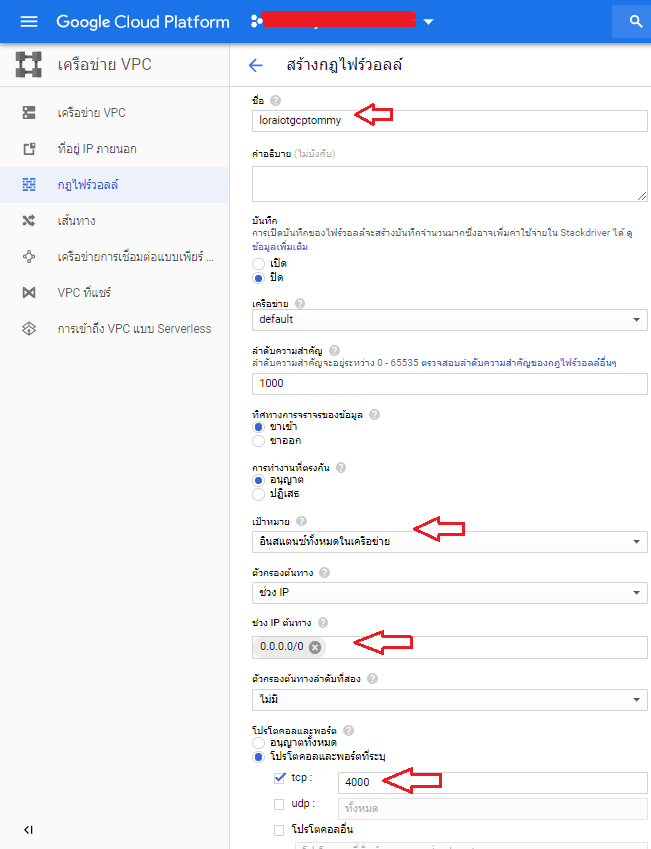 Google Cloud Platform
เครือข่าย VPC
สร้างกฎไฟร์วอลล์
เครือข่าย VPC
ที่อยู่ IP ภายนอก
กฎไฟร์วอลล์
เส้นทาง
เครือข่ายการเชื่อมต่อแบบเพียร์ ...
VPC ที่แชร์
การเข้าถึง VPC แบบ Serverless
ชื่อ
loraiotgcptommy
คำอธิบาย (ไม่บังคับ)
บันทึก
การเปิดบันทึกของไฟร์วอลล์จะสร้างบันทึกจำนวนมากซึ่งอาจเพิ่มค่าใช้จ่ายใน Stackdriver ได้ ดู
ข้อมูลเพิ่มเติม
เปิด
ปิด
เครือข่าย
default
ลำดับความสำคัญ
ลำดับความสำคัญจะอยู่ระหว่าง 0 - 65535 ตรวจสอบลำดับความสำคัญของกฎไฟร์วอลล์อื่นๆ
1000
ทิศทางการจราจรของข้อมูล
ขาเข้า
ขาออก
การทำงานที่ตรงกัน
อนุญาต
ปฏิเสธ
เป้าหมาย
อินสแตนซ์ทั้งหมดในเครือข่าย
ตัวกรองต้นทาง
ช่วง IP
ช่วง IP ต้นทาง
0.0.0.0/0
ตัวกรองต้นทางลำดับที่สอง
ไม่มี
โปรโตคอลและพอร์ต
อนุญาตทั้งหมด
โปรโตคอลและพอร์ตที่ระบุ
tcp :
4000
udp :
ทั้งหมด
โปรโตคอลอื่น